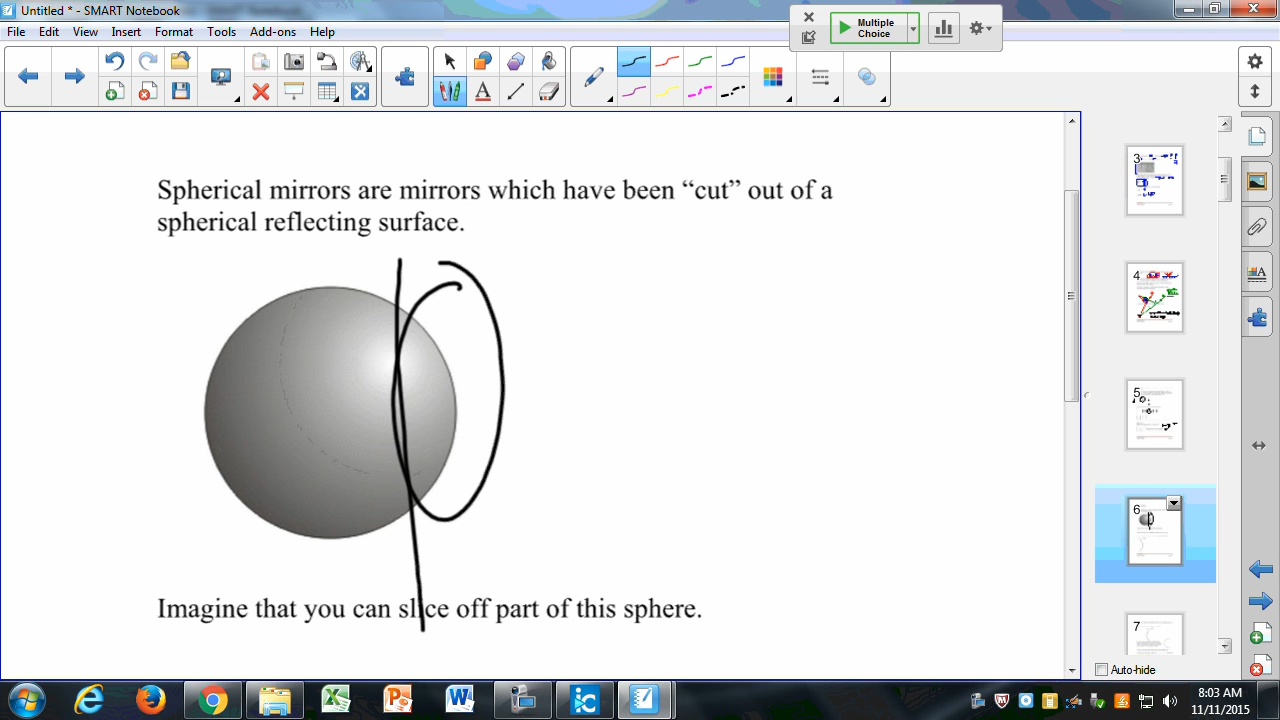 Untitled * - SMART Notebook
File Edit View Insert Format Tools Add-ons Help
Multiple
Choice
Spherical mirrors are mirrors which have been “cut” out of a
spherical reflecting surface.
Imagine that you can slice off part of this sphere.
3
4
5
6
7
Auto-hide
8:03 AM
11/11/2015